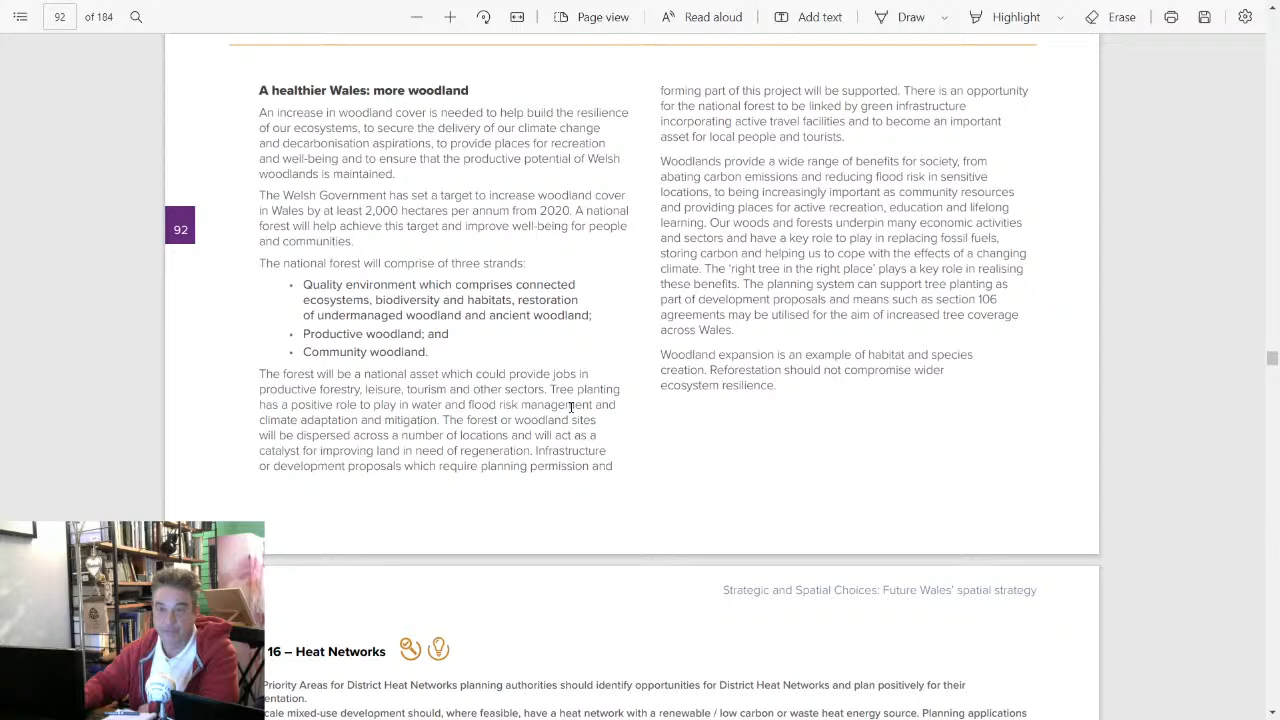 92 of 184
Page view
Read aloud
Add text
Draw
Highlight
Erase
A healthier Wales: more woodland
An increase in woodland cover is needed to help build the resilience
of our ecosystems, to secure the delivery of our climate change
and decarbonisation aspirations, to provide places for recreation
and well-being and to ensure that the productive potential of Welsh
woodlands is maintained.
The Welsh Government has set a target to increase woodland cover
in Wales by at least 2,000 hectares per annum from 2020. A national
forest will help achieve this target and improve well-being for people
and communities.
The national forest will comprise of three strands:
• Quality environment which comprises connected
ecosystems, biodiversity and habitats, restoration
of undermanaged woodland and ancient woodland;
• Productive woodland; and
• Community woodland.
The forest will be a national asset which could provide jobs in
productive forestry, leisure, tourism and other sectors. Tree planting
has a positive role to play in water and flood risk management and
climate adaptation and mitigation. The forest or woodland sites
will be dispersed across a number of locations and will act as a
catalyst for improving land in need of regeneration. Infrastructure
or development proposals which require planning permission and
forming part of this project will be supported. There is an opportunity
for the national forest to be linked by green infrastructure
incorporating active travel facilities and to become an important
asset for local people and tourists.
Woodlands provide a wide range of benefits for society, from
abating carbon emissions and reducing flood risk in sensitive
locations, to being increasingly important as community resources
and providing places for active recreation, education and lifelong
learning. Our woods and forests underpin many economic activities
and sectors and have a key role to play in replacing fossil fuels,
storing carbon and helping us to cope with the effects of a changing
climate. The ‘right tree in the right place’ plays a key role in realising
these benefits. The planning system can support tree planting as
part of development proposals and means such as section 106
agreements may be utilised for the aim of increased tree coverage
across Wales.
Woodland expansion is an example of habitat and species
creation. Reforestation should not compromise wider
ecosystem resilience.
92
Strategic and Spatial Choices: Future Wales’ spatial strategy
16 – Heat Networks
Priority Areas for District Heat Networks planning authorities should identify opportunities for District Heat Networks and plan positively for their
entation.
cale mixed-use development should, where feasible, have a heat network with a renewable / low carbon or waste heat energy source. Planning applications